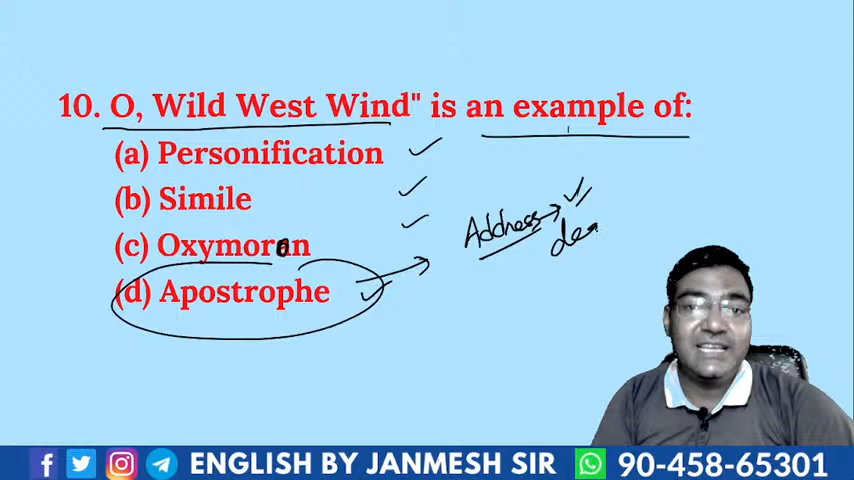 10. O, Wild West Wind" is an example of:
(a) Personification
(b) Simile
(c) Oxymoron
(d) Apostrophe
Address
ENGLISH BY JANMESH SIR 90-458-65301